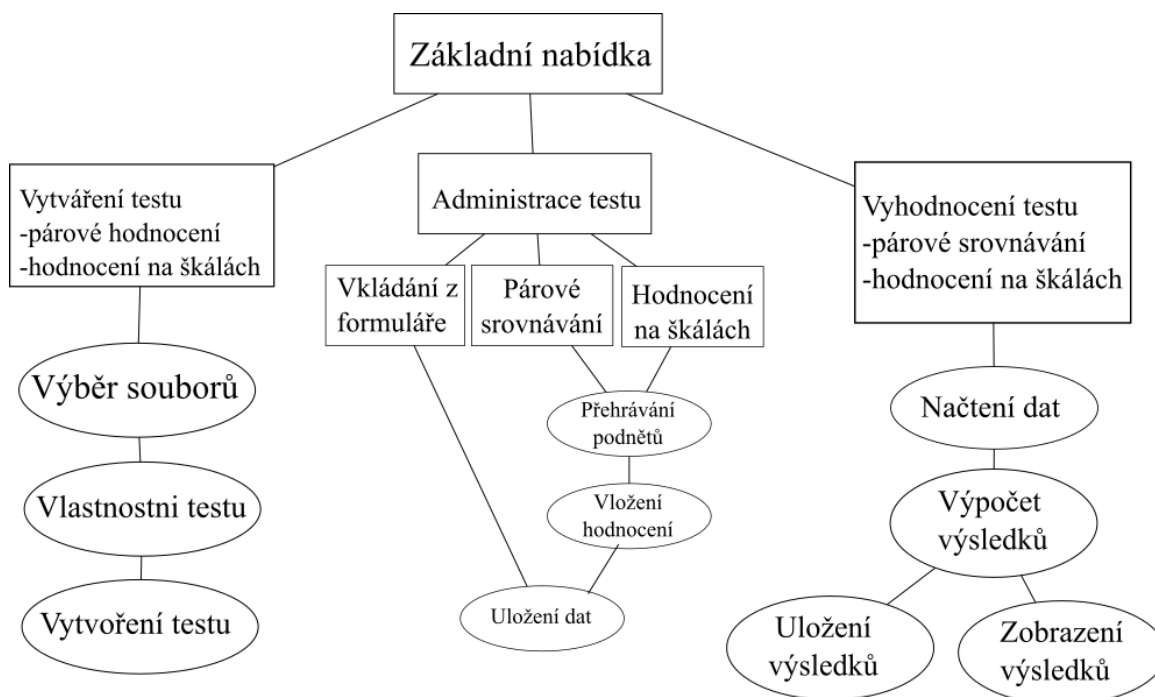 Základní nabídka
Vytváření testu
-párové hodnocení
-hodnocení na škálách
Administrace testu
Vyhodnocení testu
-párové srovnávání
-hodnocení na škálách
Vkládání z
formuláře
Párové
srovnávání
Hodnocení
na škálách
Výběr souborů
Přehrávání
podnětů
Načtení dat
Vlastnostni testu
Vložení
hodnocení
Výpočet
výsledků
Vytvoření testu
Uložení dat
Uložení
výsledků
Zobrazení
výsledků